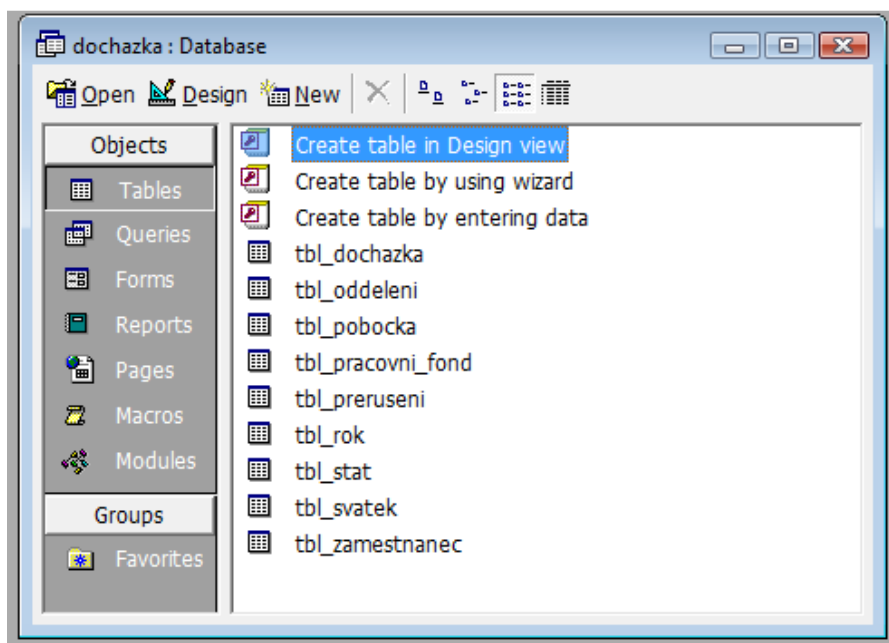 dochazka : Database
Open Design New
Objects
Tables
Queries
Forms
Reports
Pages
Macros
Modules
Groups
Favorites
Create table in Design view
Create table by using wizard
Create table by entering data
tbl_dochazka
tbl_oddeleni
tbl_pobocka
tbl_pracovni_fond
tbl_preruseni
tbl_rok
tbl_stat
tbl_svatek
tbl_zamestnanec